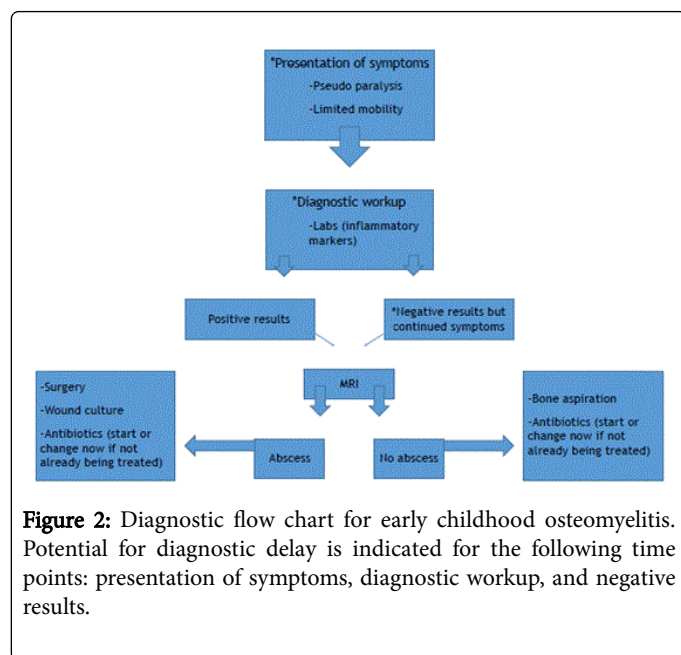 *Presentation of symptoms
-Pseudo paralysis
-Limited mobility
*Diagnostic workup
-Labs (inflammatory
markers)
Positive results
*Negative results but
continued symptoms
MRI
-Surgery
-Wound culture
-Antibiotics (start or
change now if not
already being treated)
Abscess
No abscess
-Bone aspiration
-Antibiotics (start or
change now if not
already being treated)
Figure 2: Diagnostic flow chart for early childhood osteomyelitis.
Potential for diagnostic delay is indicated for the following time
points: presentation of symptoms, diagnostic workup, and negative
results.